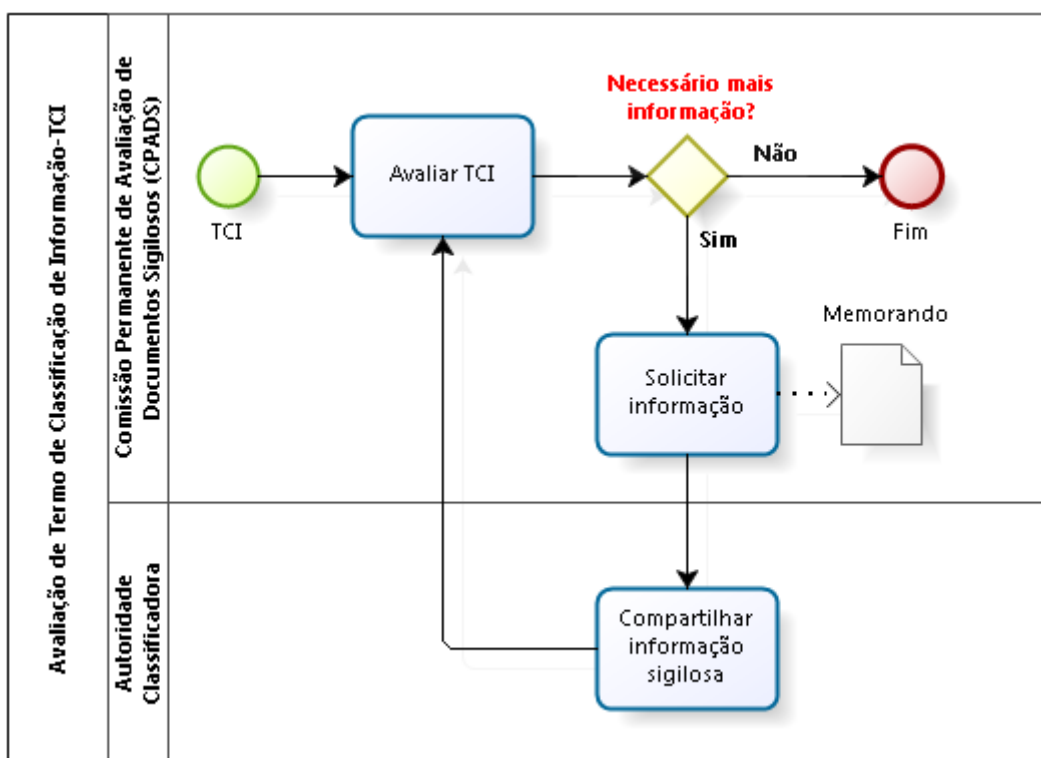 Avaliação de Termo de Classificação de Informação-TCI
Comissão Permanente de Avaliação de
Documentos Sigilosos (CPADS)
TCI
Avaliar TCI
Necessário mais
informação?
Não
Fim
Sim
Solicitar
informação
Memorando
Autoridade
Classificadora
Compartilhar
informação
sigilosa